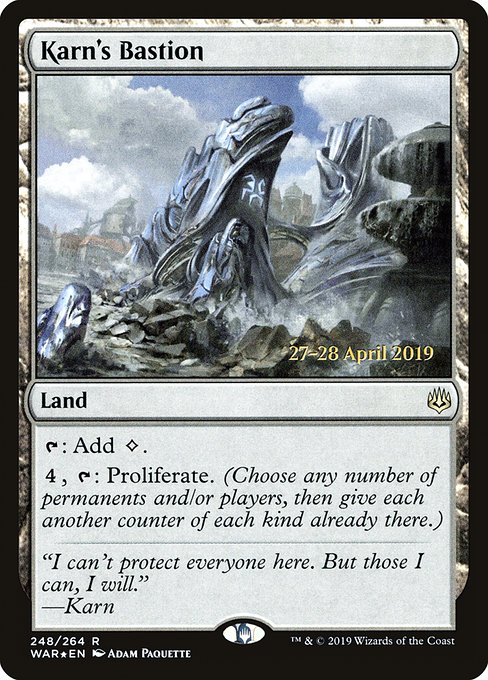 Karn's Bastion
27–28 April 2019
Land
: Add .
4, : Proliferate. (Choose any number of
permanents and/or players, then give each
another counter of each kind already there.)
“I can't protect everyone here. But those I
can, I will.”
—Karn
248/264 R
WAR★EN Adam Paquette
™ & © 2019 Wizards of the Coast